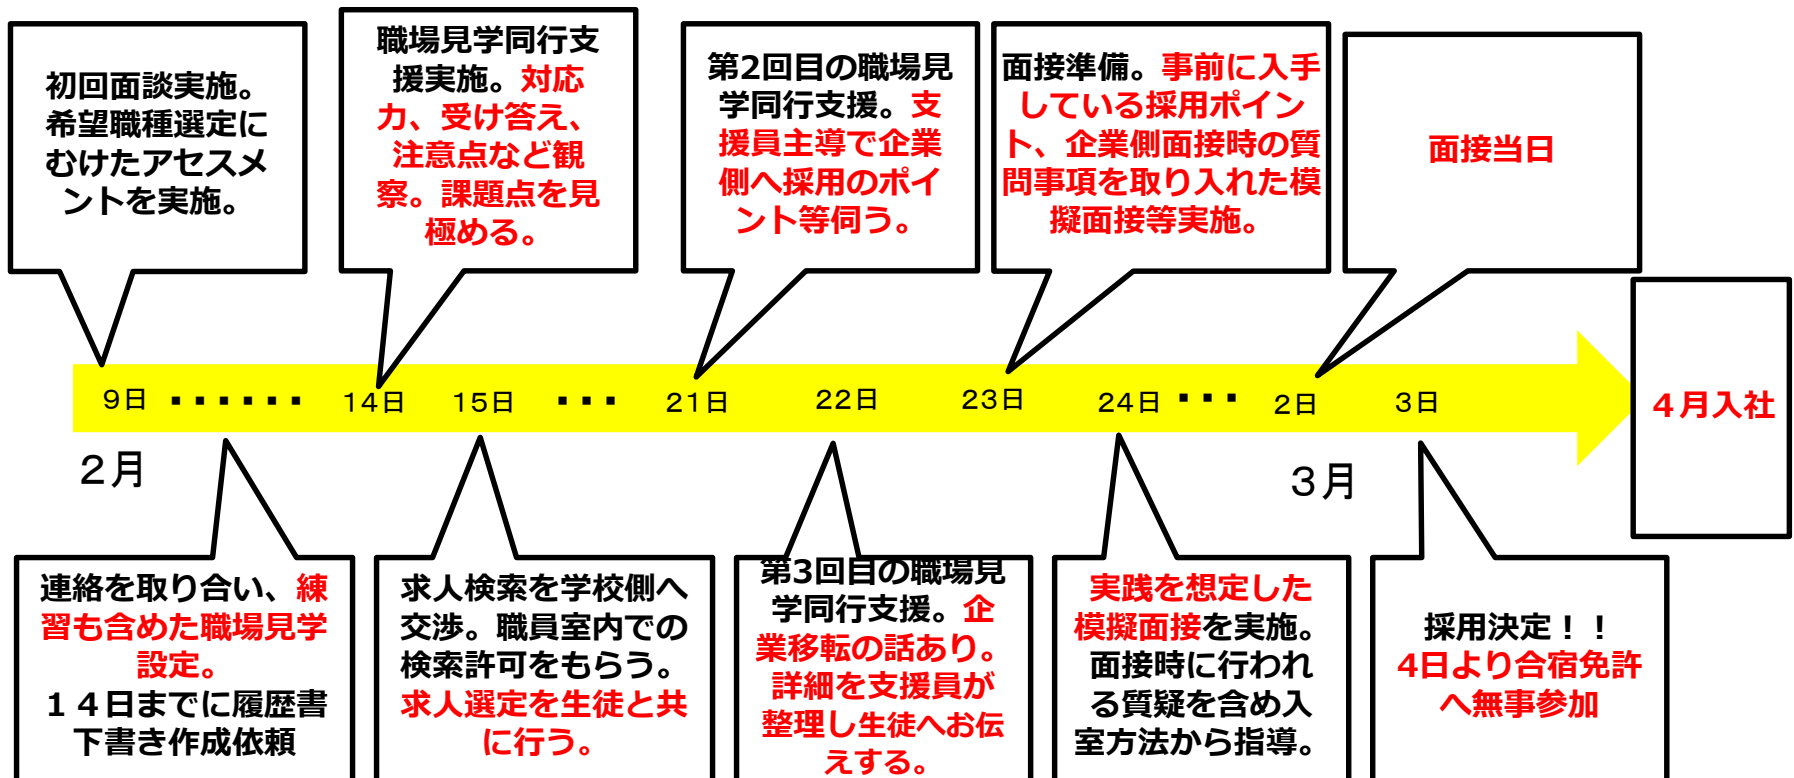 初回面談実施。
希望職種選定に
むけたアセスメ
ントを実施。
職場見学同行支
援実施。対応
力、受け答え、
注意点など観
察。課題点を見
極める。
第2回目の職場見
学同行支援。支
援員主導で企業
側へ採用のポイ
ント等伺う。
面接準備。事前に入手
している採用ポイン
ト、企業側面接時の質
問事項を取り入れた模
擬面接等実施。
面接当日
9日 ・・・・・・ 14日 15日 ・・・ 21日 22日 23日 24日 ・・・ 2日 3日
４月入社
２月
３月
連絡を取り合い、練
習も含めた職場見学
設定。
１４日までに履歴書
下書き作成依頼
求人検索を学校側へ
交渉。職員室内での
検索許可をもらう。
求人選定を生徒と共
に行う。
第3回目の職場見
学同行支援。企
業移転の話あり。
詳細を支援員が
整理し生徒へお伝
えする。
実践を想定した
模擬面接を実施。
面接時に行われ
る質疑を含め入
室方法から指導。
採用決定！！
4日より合宿免許
へ無事参加